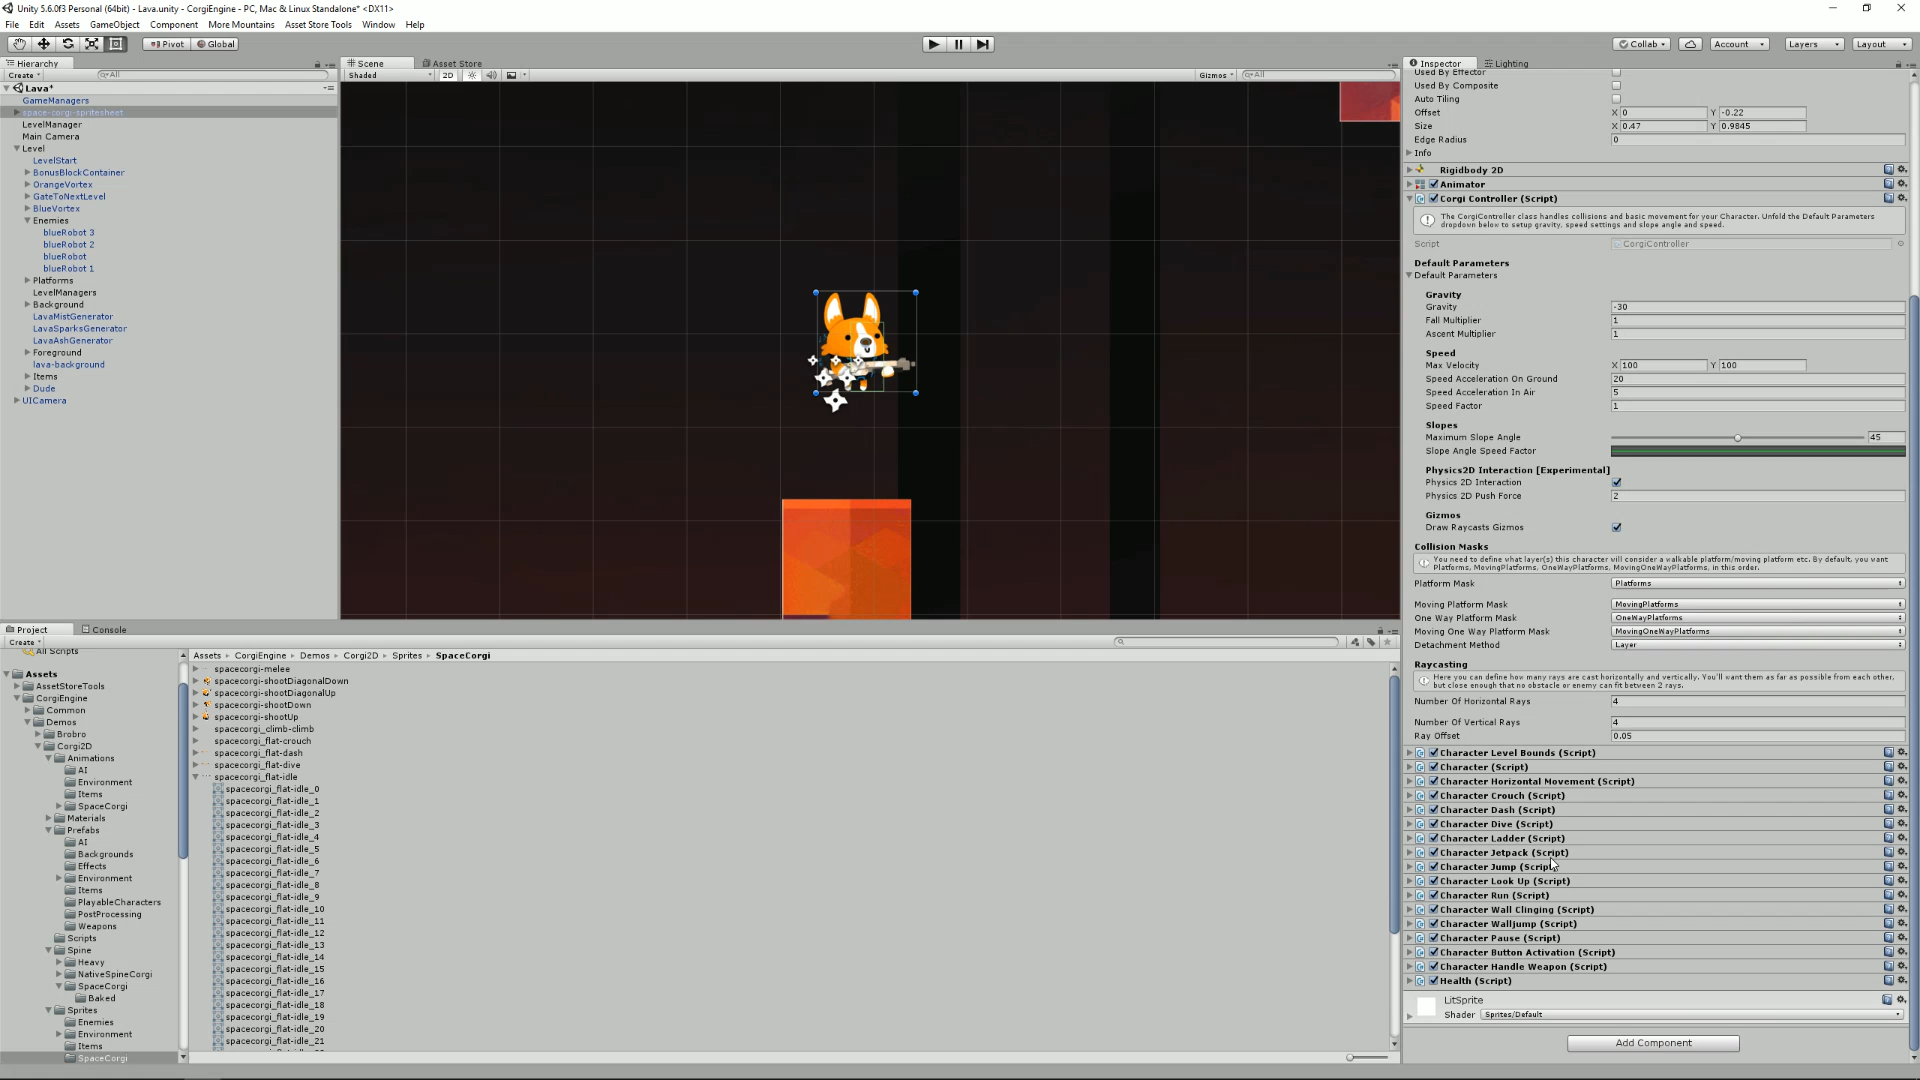 Unity 5.6.0f3 Personal (64bit) - Lava.unity - CorgiEngine - PC, Mac & Linux Standalone* <DX11>
File Edit Assets GameObject Component More Mountains Asset Store Tools Window Help
Pivot Global Collab Account Layers Layout
Hierarchy
Create All
Lava*
GameManagers
space-corgi-spritesheet
LevelManager
Main Camera
Level
LevelStart
BonusBlockContainer
OrangeVortex
GateToNextLevel
BlueVortex
Enemies
blueRobot 3
blueRobot 2
blueRobot
blueRobot 1
Platforms
LevelManagers
Background
LavaMistGenerator
LavaSparksGenerator
LavaAshGenerator
Foreground
lava-background
Items
Dude
UICamera
Scene Asset Store
Shaded 2D Gizmos All
Project Console
Create
All Scripts
Assets
AssetStoreTools
CorgiEngine
Common
Demos
Brobro
Corgi2D
Animations
AI
Environment
Items
SpaceCorgi
Materials
Prefabs
AI
Backgrounds
Effects
Environment
Items
PlayableCharacters
PostProcessing
Weapons
Scripts
Spine
Heavy
NativeSpineCorgi
SpaceCorgi
Baked
Sprites
Enemies
Environment
Items
SpaceCorgi
Assets CorgiEngine Demos Corgi2D Sprites SpaceCorgi
spacecorgi-melee
spacecorgi-shootDiagonalDown
spacecorgi-shootDiagonalUp
spacecorgi-shootDown
spacecorgi-shootUp
spacecorgi_climb-climb
spacecorgi_flat-crouch
spacecorgi_flat-dash
spacecorgi_flat-dive
spacecorgi_flat-idle
spacecorgi_flat-idle_0
spacecorgi_flat-idle_1
spacecorgi_flat-idle_2
spacecorgi_flat-idle_3
spacecorgi_flat-idle_4
spacecorgi_flat-idle_5
spacecorgi_flat-idle_6
spacecorgi_flat-idle_7
spacecorgi_flat-idle_8
spacecorgi_flat-idle_9
spacecorgi_flat-idle_10
spacecorgi_flat-idle_11
spacecorgi_flat-idle_12
spacecorgi_flat-idle_13
spacecorgi_flat-idle_14
spacecorgi_flat-idle_15
spacecorgi_flat-idle_16
spacecorgi_flat-idle_17
spacecorgi_flat-idle_18
spacecorgi_flat-idle_19
spacecorgi_flat-idle_20
spacecorgi_flat-idle_21
Inspector Lighting
Used By Effector
Used By Composite
Auto Tiling
Offset X 0 Y -0.22
Size X 0.47 Y 0.9845
Edge Radius 0
Info
Rigidbody 2D
Animator
Corgi Controller (Script)
The CorgiController class handles collisions and basic movement for your Character. Unfold the Default Parameters
dropdown below to setup gravity, speed settings and slope angle and speed.
Script CorgiController
Default Parameters
Default Parameters
Gravity
Gravity -30
Fall Multiplier 1
Ascent Multiplier 1
Speed
Max Velocity X 100 Y 100
Speed Acceleration On Ground 20
Speed Acceleration In Air 5
Speed Factor 1
Slopes
Maximum Slope Angle 45
Slope Angle Speed Factor
Physics2D Interaction [Experimental]
Physics 2D Interaction
Physics 2D Push Force 2
Gizmos
Draw Raycasts Gizmos
Collision Masks
You need to define what layer(s) this character will consider a walkable platform/moving platform etc. By default, you want
Platforms, MovingPlatforms, OneWayPlatforms, MovingOneWayPlatforms, in this order.
Platform Mask Platforms
Moving Platform Mask MovingPlatforms
One Way Platform Mask OneWayPlatforms
Moving One Way Platform Mask MovingOneWayPlatforms
Detachment Method Layer
Raycasting
Here you can define how many rays are cast horizontally and vertically. You'll want them as far as possible from each other,
but close enough that no obstacle or enemy can fit between 2 rays.
Number Of Horizontal Rays 4
Number Of Vertical Rays 4
Ray Offset 0.05
Character Level Bounds (Script)
Character (Script)
Character Horizontal Movement (Script)
Character Crouch (Script)
Character Dash (Script)
Character Dive (Script)
Character Ladder (Script)
Character Jetpack (Script)
Character Jump (Script)
Character Look Up (Script)
Character Run (Script)
Character Wall Clinging (Script)
Character Walljump (Script)
Character Pause (Script)
Character Button Activation (Script)
Character Handle Weapon (Script)
Health (Script)
LitSprite
Shader Sprites/Default
Add Component